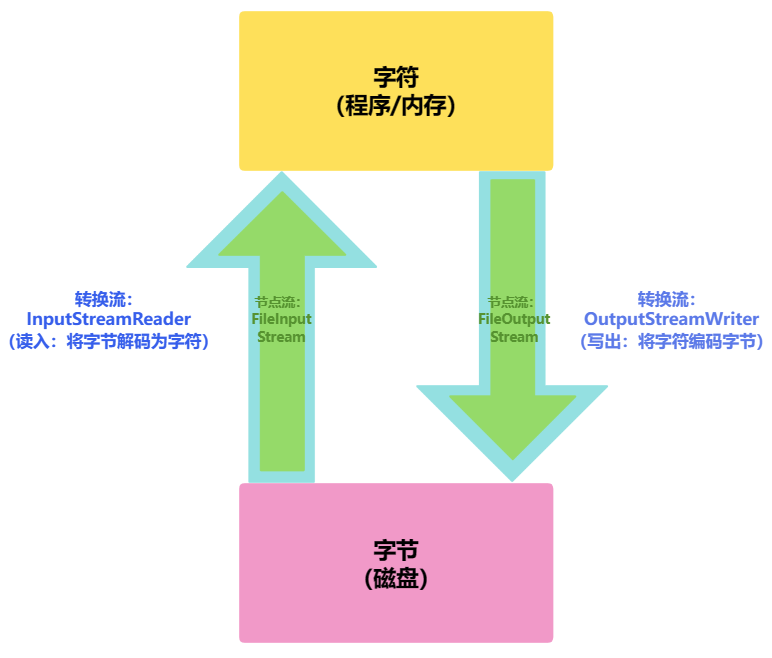 字符
（程序/内存）
转换流：
InputStreamReader
（读入：将字节解码为字符）
节点流：
FileInput
Stream
节点流：
FileOutput
Stream
转换流：
OutputStreamWriter
（写出：将字符编码字节）
字节
（磁盘）